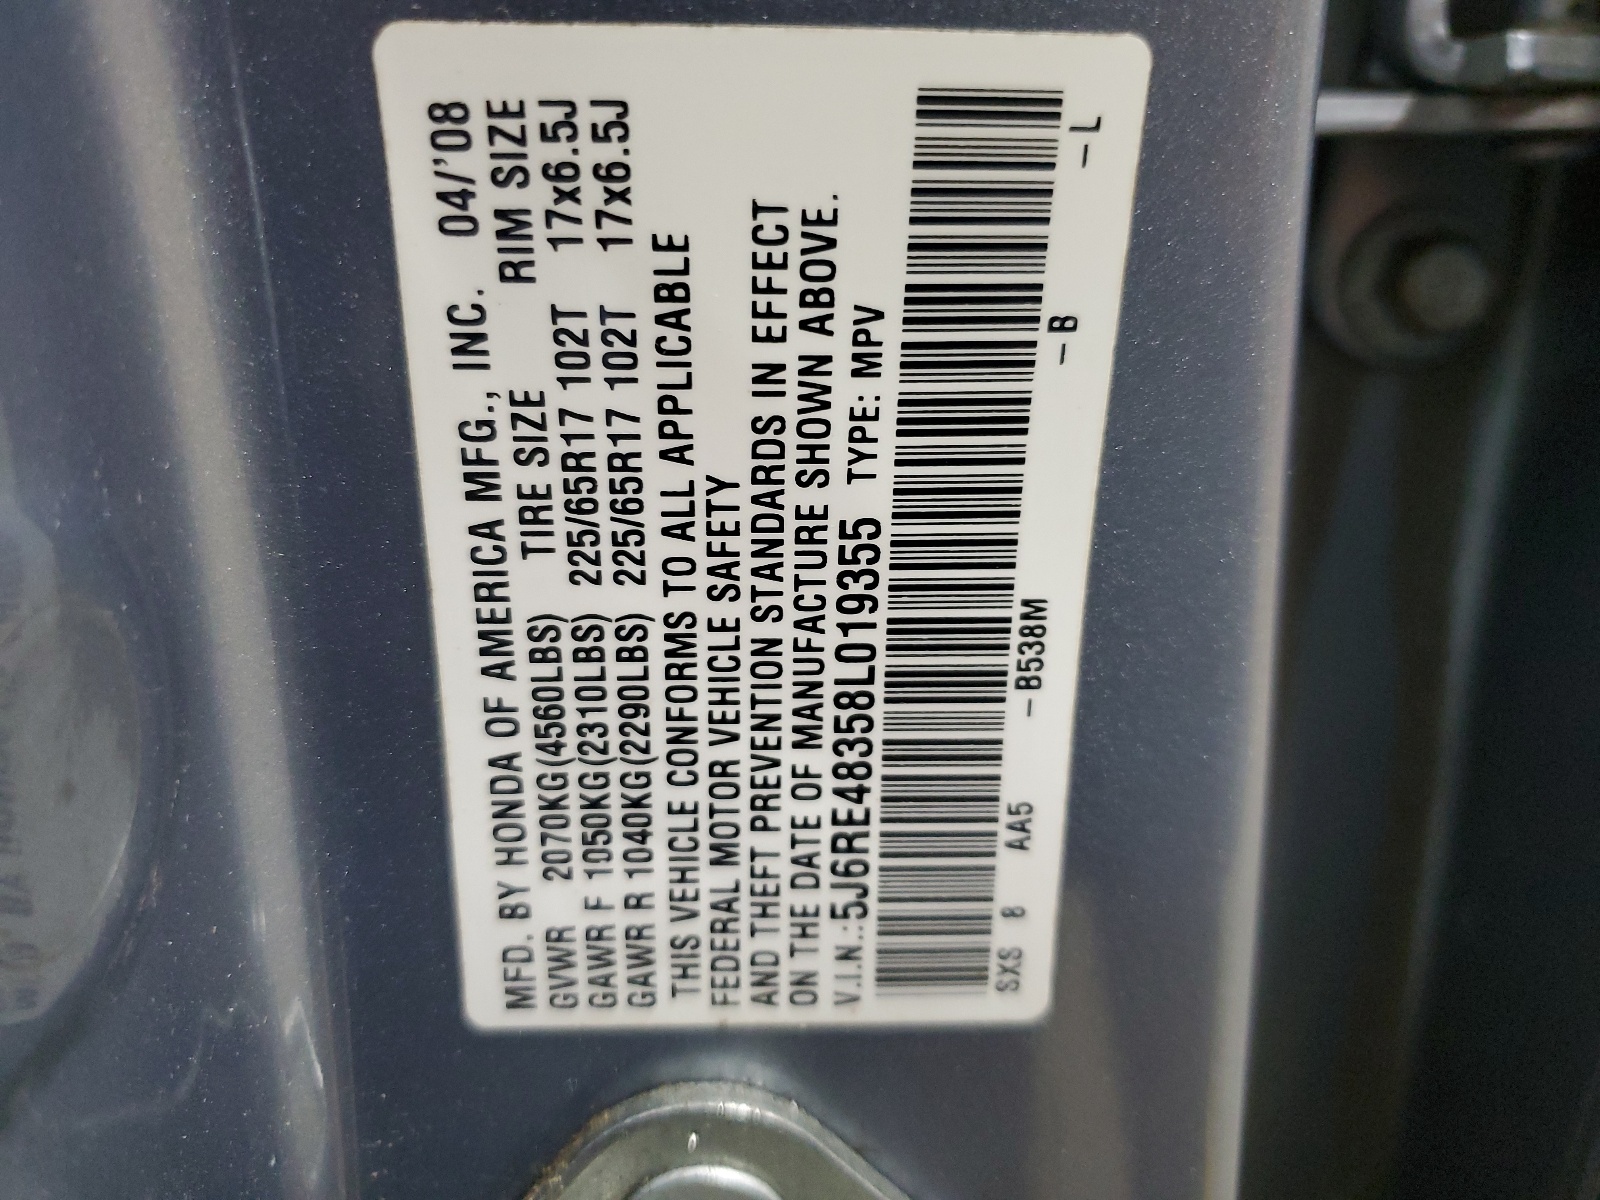 MFD. BY HONDA OF AMERICA MFG., INC. 04/'08
TIRE SIZE RIM SIZE
GVWR 2070KG(4560LBS)
GAWR F 1050KG(2310LBS) 225/65R17 102T 17x6.5J
GAWR R 1040KG(2290LBS) 225/65R17 102T 17x6.5J
THIS VEHICLE CONFORMS TO ALL APPLICABLE
FEDERAL MOTOR VEHICLE SAFETY
AND THEFT PREVENTION STANDARDS IN EFFECT
ON THE DATE OF MANUFACTURE SHOWN ABOVE.
V.I.N.:5J6RE48358L019355 TYPE: MPV
SXS 8 AA5 -B538M -B -L